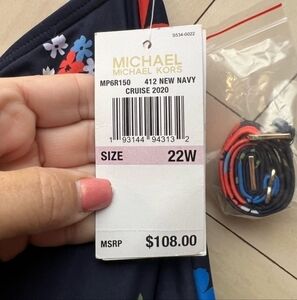 SS34-0022
MICHAEL
MICHAEL KORS
MP6R150 412 NEW NAVY
CRUISE 2020
1 93144 94313 2
SIZE 22W
MSRP $108.00